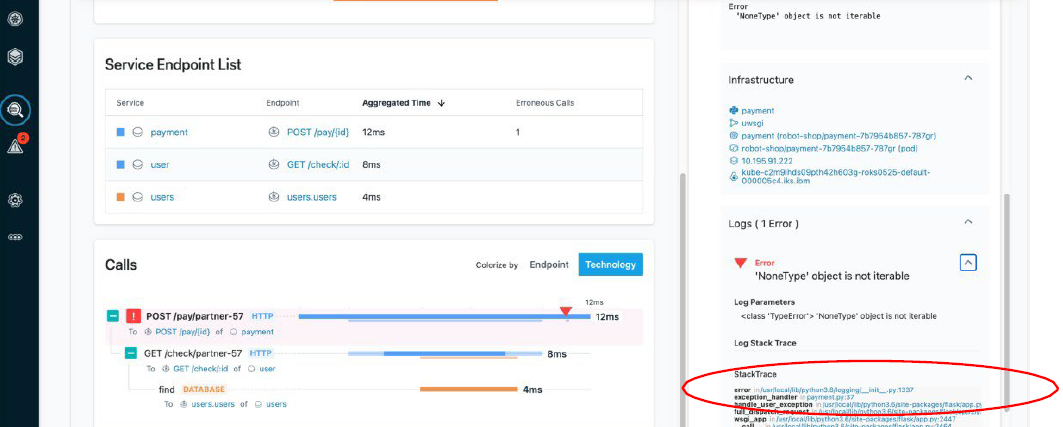 Error
'NoneType' object is not iterable
Service Endpoint List
Service Endpoint Aggregated Time ↓ Erroneous Calls
payment POST /pay/{id} 12ms 1
user GET /check/:id 8ms
users users.users 4ms
Calls
Colorize by Endpoint Technology
12ms
POST /pay/partner-57 HTTP 12ms
To POST /pay/{id} of payment
GET /check/partner-57 HTTP 8ms
To GET /check/:id of user
find DATABASE 4ms
To users.users of users
2
Infrastructure
payment
uwsgi
payment (robot-shop/payment-7b7954b857-787gr)
robot-shop/payment-7b7954b857-787gr (pod)
10.195.91.222
kube-c2m9lhds09pth42h603g-roks0525-default-
000005c4.iks.ibm
Logs ( 1 Error )
Error
'NoneType' object is not iterable
Log Parameters
<class 'TypeError'> 'NoneType' object is not iterable
Log Stack Trace
StackTrace
error in /usr/local/lib/python3.6/logging/__init__.py:1337
exception_handler in payment.py:37
handle_user_exception in /usr/local/lib/python3.6/site-packages/flask/app.py
full_dispatch_request in /usr/local/lib/python3.6/site-packages/flask/app.
wsgi_app in /usr/local/lib/python3.6/site-packages/flask/app.py:2447